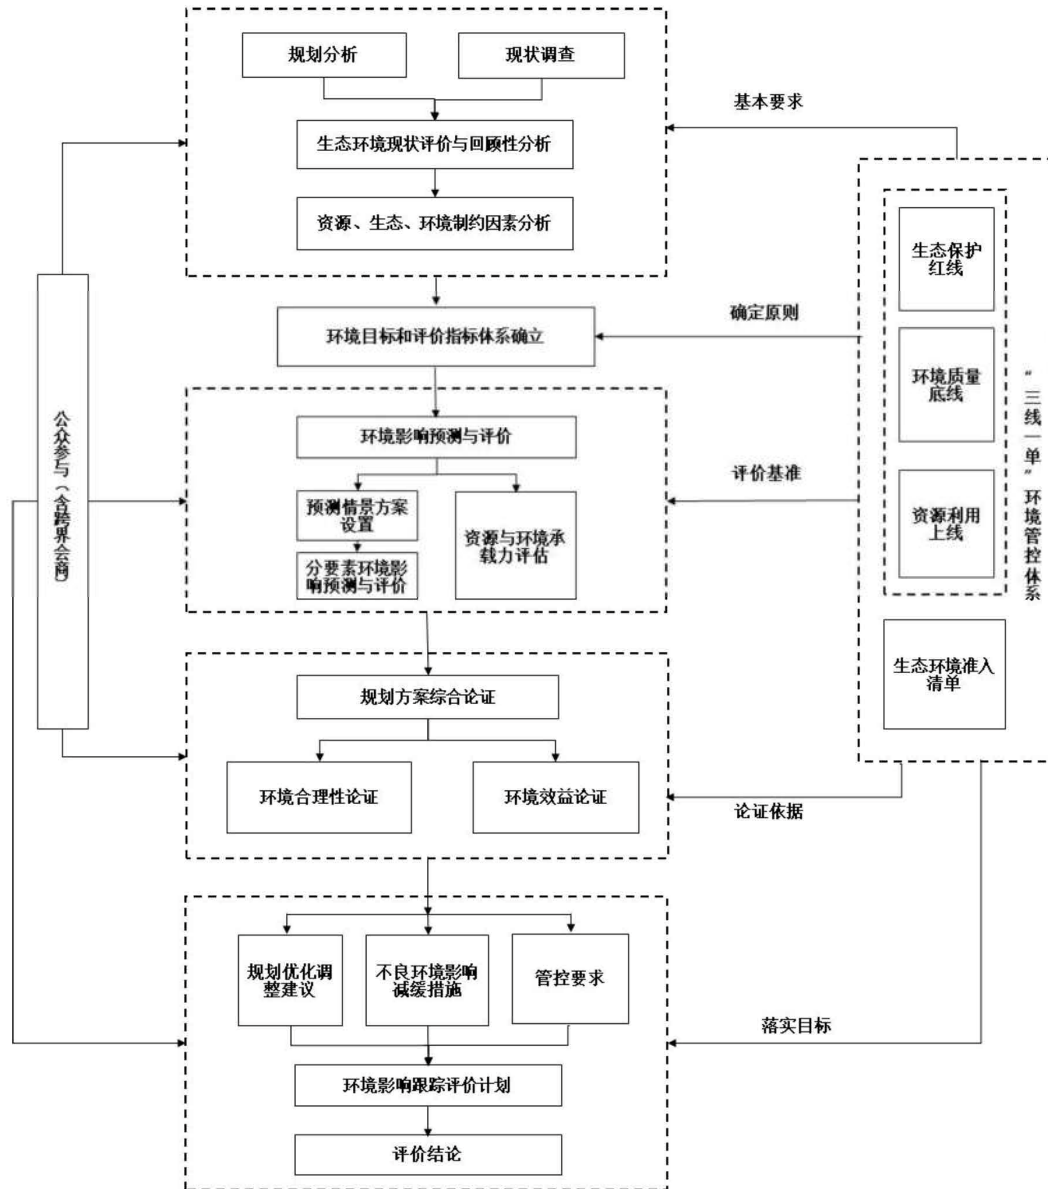 规划分析
现状调查
基本要求
生态环境现状评价与回顾性分析
资源、生态、环境制约因素分析
生态保护
红线
确定原则
环境目标和评价指标体系确立
环境质量
底线
“三线一单”环境管控体系
公众参与（含跨界会商）
环境影响预测与评价
评价基准
预测情景方案
设置
资源与环境承
载力评估
资源利用
上线
分要素环境影
响预测与评价
生态环境准入
清单
规划方案综合论证
环境合理性论证
环境效益论证
论证依据
规划优化调
整建议
不良环境影响
减缓措施
管控要求
落实目标
环境影响跟踪评价计划
评价结论